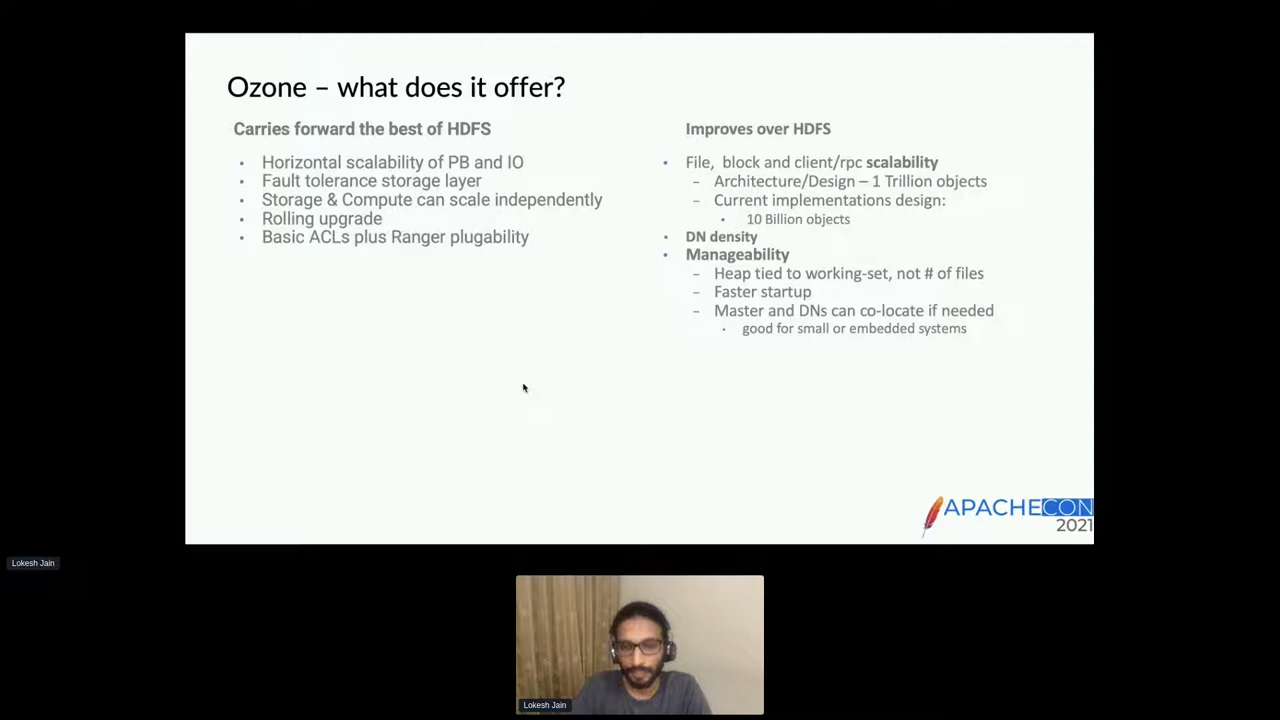 Ozone – what does it offer?
Carries forward the best of HDFS
• Horizontal scalability of PB and IO
• Fault tolerance storage layer
• Storage & Compute can scale independently
• Rolling upgrade
• Basic ACLs plus Ranger plugability
Improves over HDFS
• File, block and client/rpc scalability
– Architecture/Design – 1 Trillion objects
– Current implementations design:
• 10 Billion objects
• DN density
• Manageability
– Heap tied to working-set, not # of files
– Faster startup
– Master and DNs can co-locate if needed
• good for small or embedded systems
APACHECON
2021
Lokesh Jain
Lokesh Jain